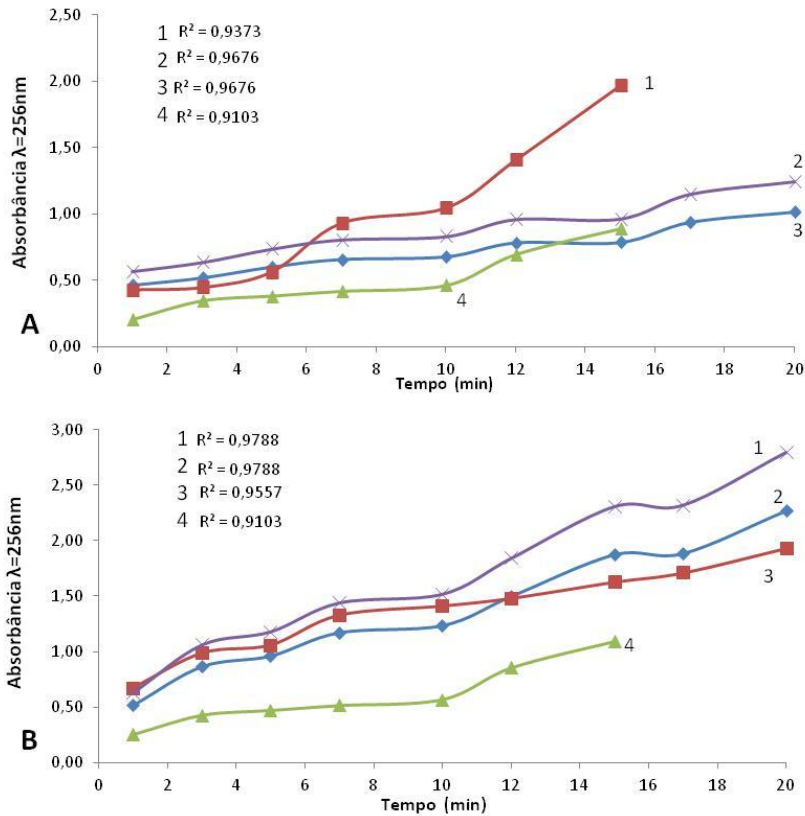 2,50
1 R² = 0,9373
2 R² = 0,9676
3 R² = 0,9676
4 R² = 0,9103
2,00
1,50
1,00
0,50
0,00
Absorbância λ=256nm
1
2
3
4
A
0 2 4 6 8 10 12 14 16 18 20
Tempo (min)
3,00
1 R² = 0,9788
2 R² = 0,9788
3 R² = 0,9557
4 R² = 0,9103
2,50
2,00
1,50
1,00
0,50
0,00
Absorbância λ=256nm
1
2
3
4
B
0 2 4 6 8 10 12 14 16 18 20
Tempo (min)